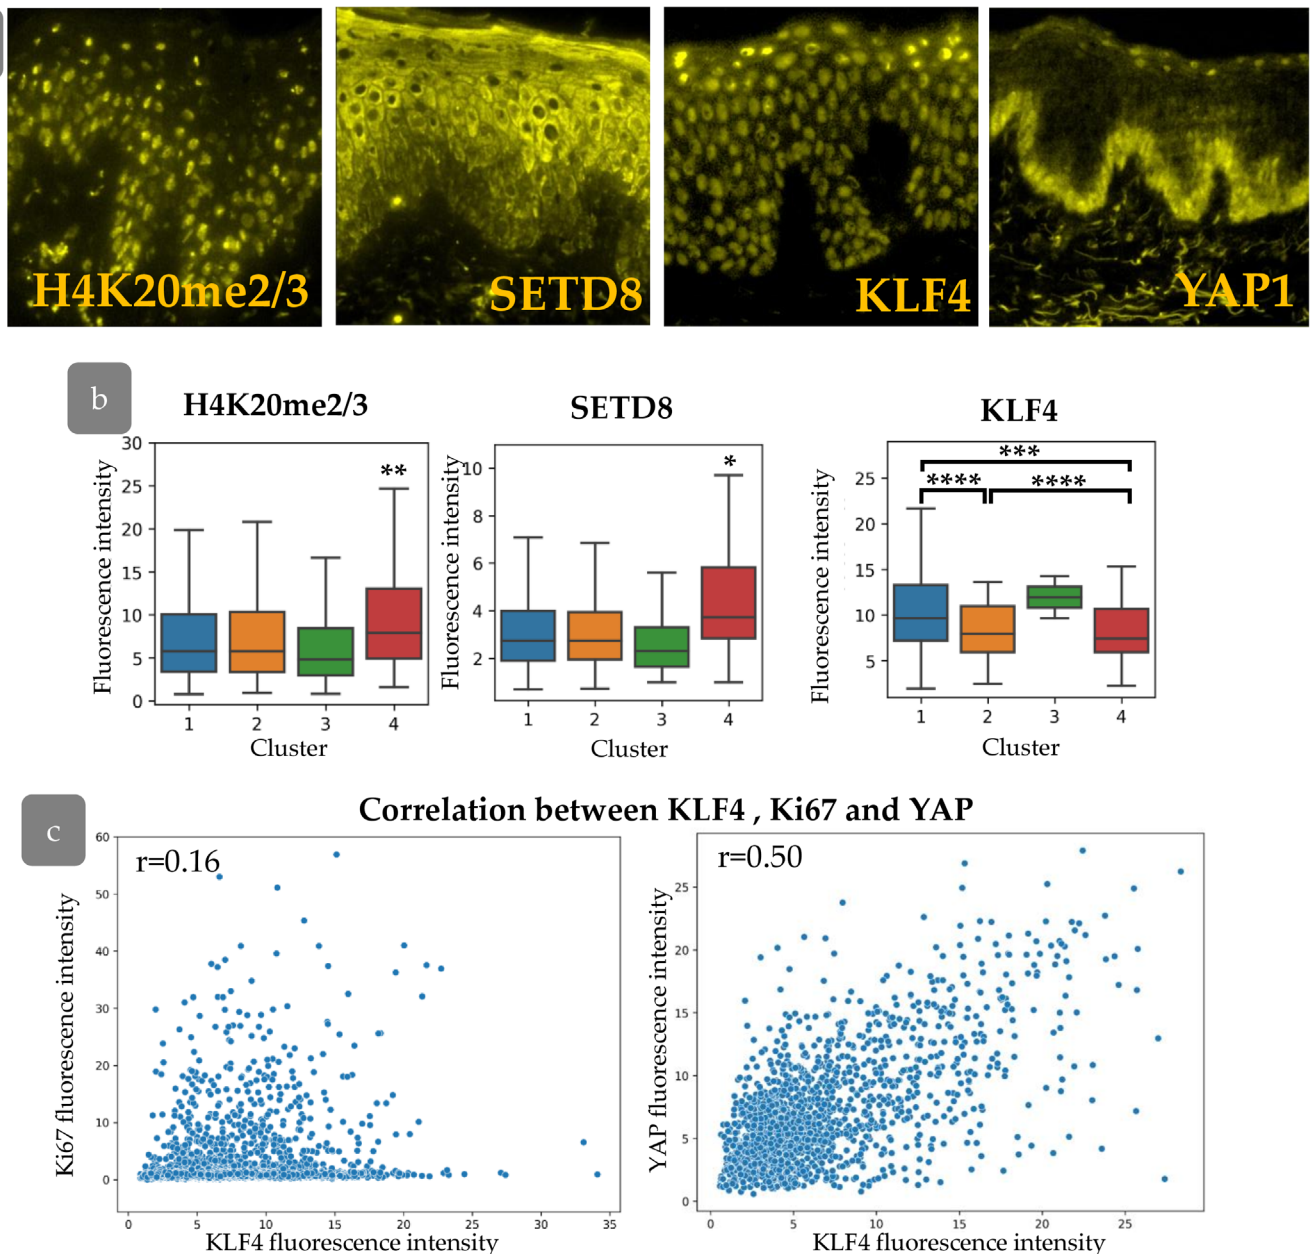 H4K20me2/3
SETD8
KLF4
YAP1
b
H4K20me2/3
Fluorescence intensity
30
25
20
15
10
5
0
**
1 2 3 4
Cluster
SETD8
Fluorescence intensity
10
8
6
4
2
*
1 2 3 4
Cluster
KLF4
Fluorescence intensity
25
20
15
10
5
***
**** ****
1 2 3 4
Cluster
c
Correlation between KLF4 , Ki67 and YAP
r=0.16
Ki67 fluorescence intensity
60
50
40
30
20
10
0
0 5 10 15 20 25 30 35
KLF4 fluorescence intensity
r=0.50
YAP fluorescence intensity
25
20
15
10
5
0
0 5 10 15 20 25
KLF4 fluorescence intensity